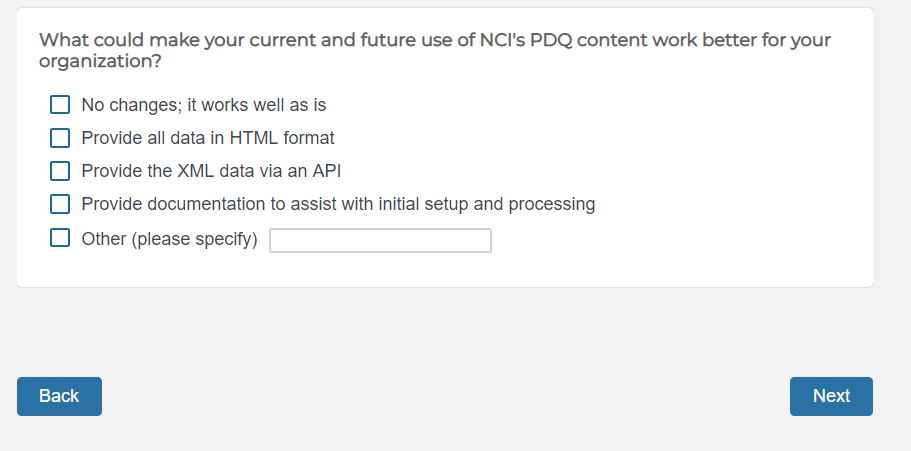 What could make your current and future use of NCI's PDQ content work better for your
organization?
No changes; it works well as is
Provide all data in HTML format
Provide the XML data via an API
Provide documentation to assist with initial setup and processing
Other (please specify)
Back
Next